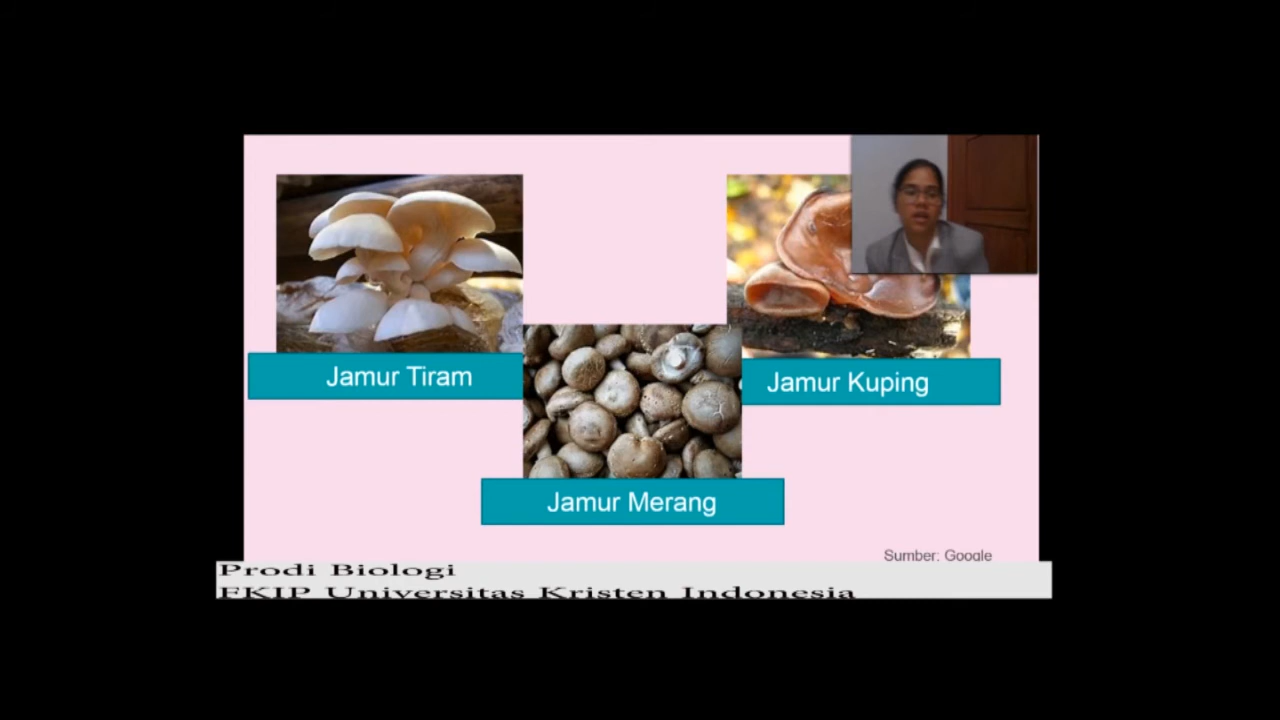 Jamur Tiram
Jamur Kuping
Jamur Merang
Sumber: Google
Prodi Biologi
FKIP Universitas Kristen Indonesia